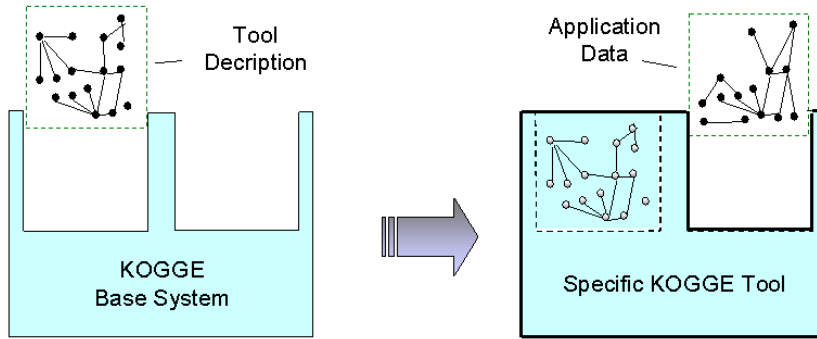 Tool
Decription
Application
Data
KOGGE
Base System
Specific KOGGE Tool